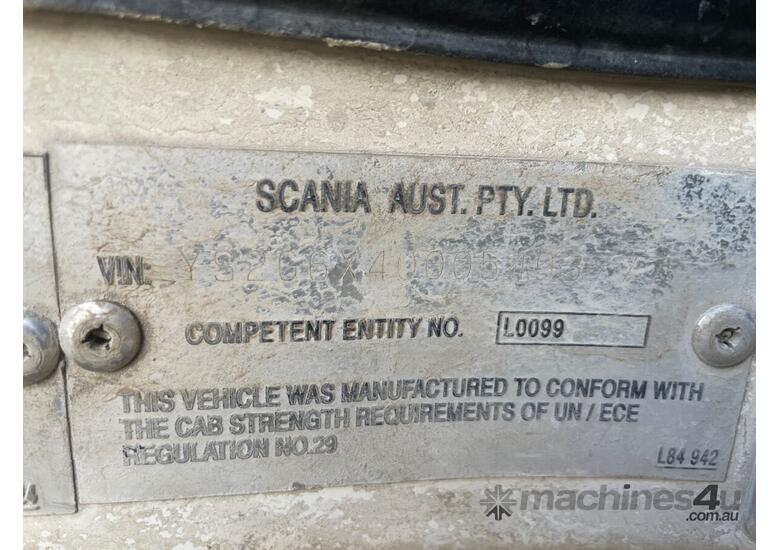 SCANIA AUST. PTY. LTD.
VIN:
COMPETENT ENTITY NO. L0099
THIS VEHICLE WAS MANUFACTURED TO CONFORM WITH
THE CAB STRENGTH REQUIREMENTS OF UN / ECE
REGULATION NO.29
L84 942
machines4u
.com.au